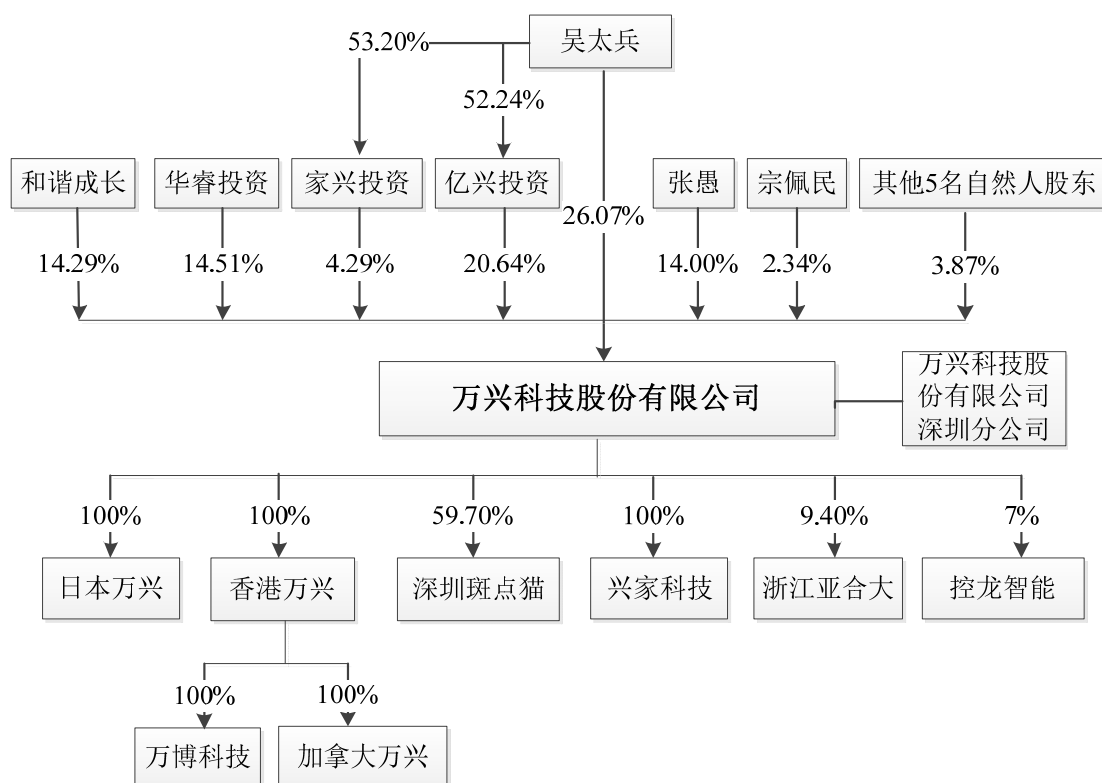 吴太兵
53.20%
52.24%
和谐成长
华睿投资
家兴投资
亿兴投资
张愚
宗佩民
其他5名自然人股东
26.07%
14.29%
14.51%
4.29%
20.64%
14.00%
2.34%
3.87%
万兴科技股份有限公司
万兴科技股
份有限公司
深圳分公司
100%
100%
59.70%
100%
9.40%
7%
日本万兴
香港万兴
深圳斑点猫
兴家科技
浙江亚合大
控龙智能
100%
100%
万博科技
加拿大万兴